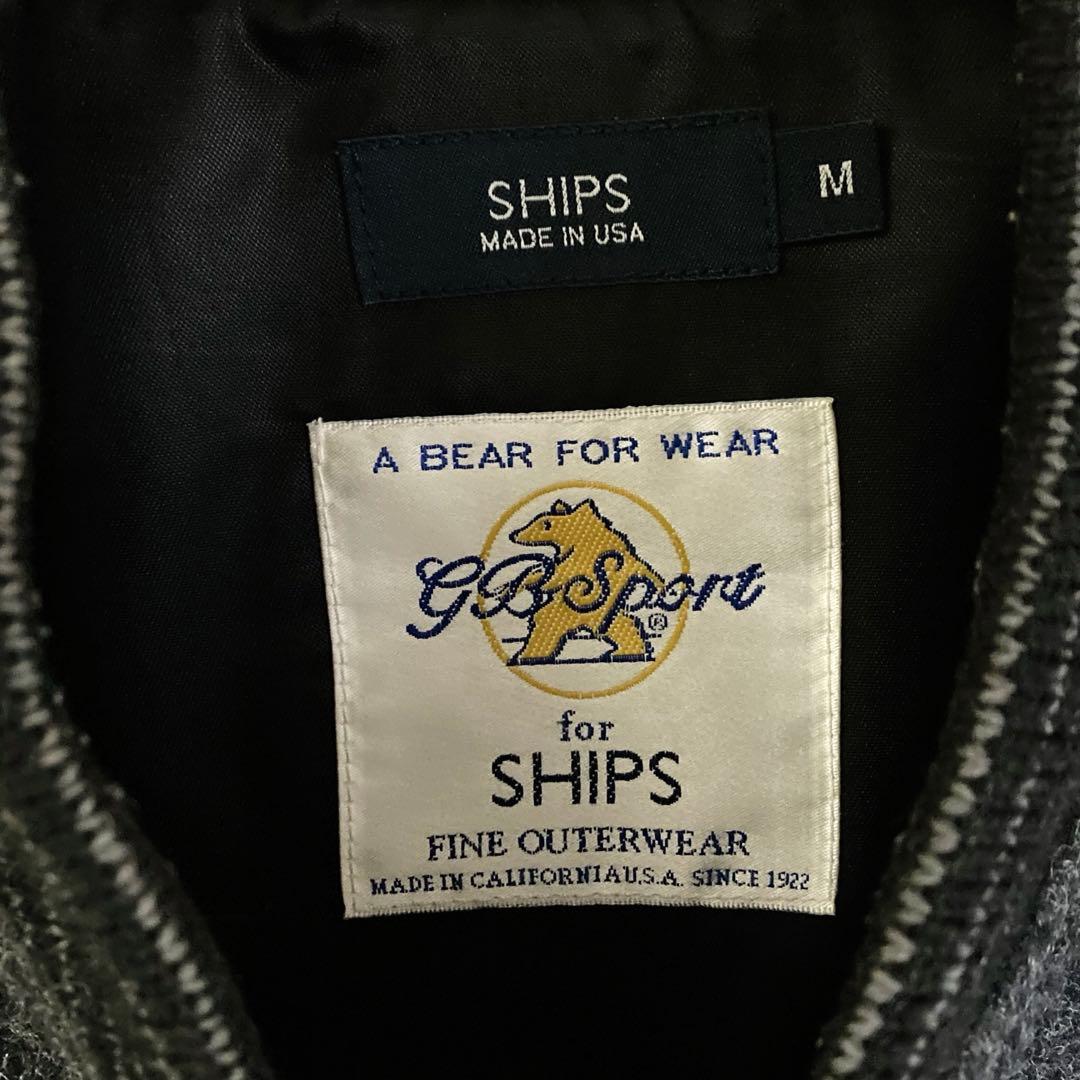 SHIPS
MADE IN USA
M
A BEAR FOR WEAR
GB Sport
®
for
SHIPS
FINE OUTERWEAR
MADE IN CALIFORNIA U.S.A. SINCE 1922